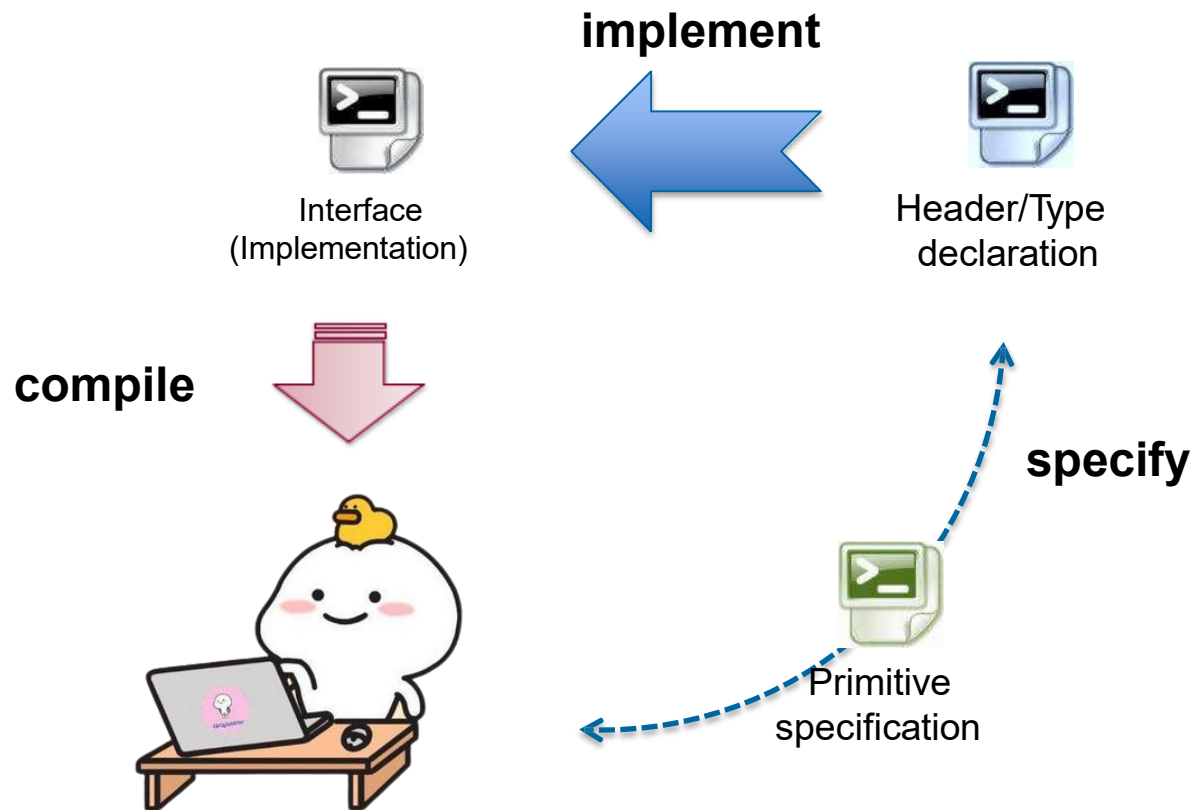 implement
Interface
(Implementation)
Header/Type
declaration
compile
specify
Primitive
specification